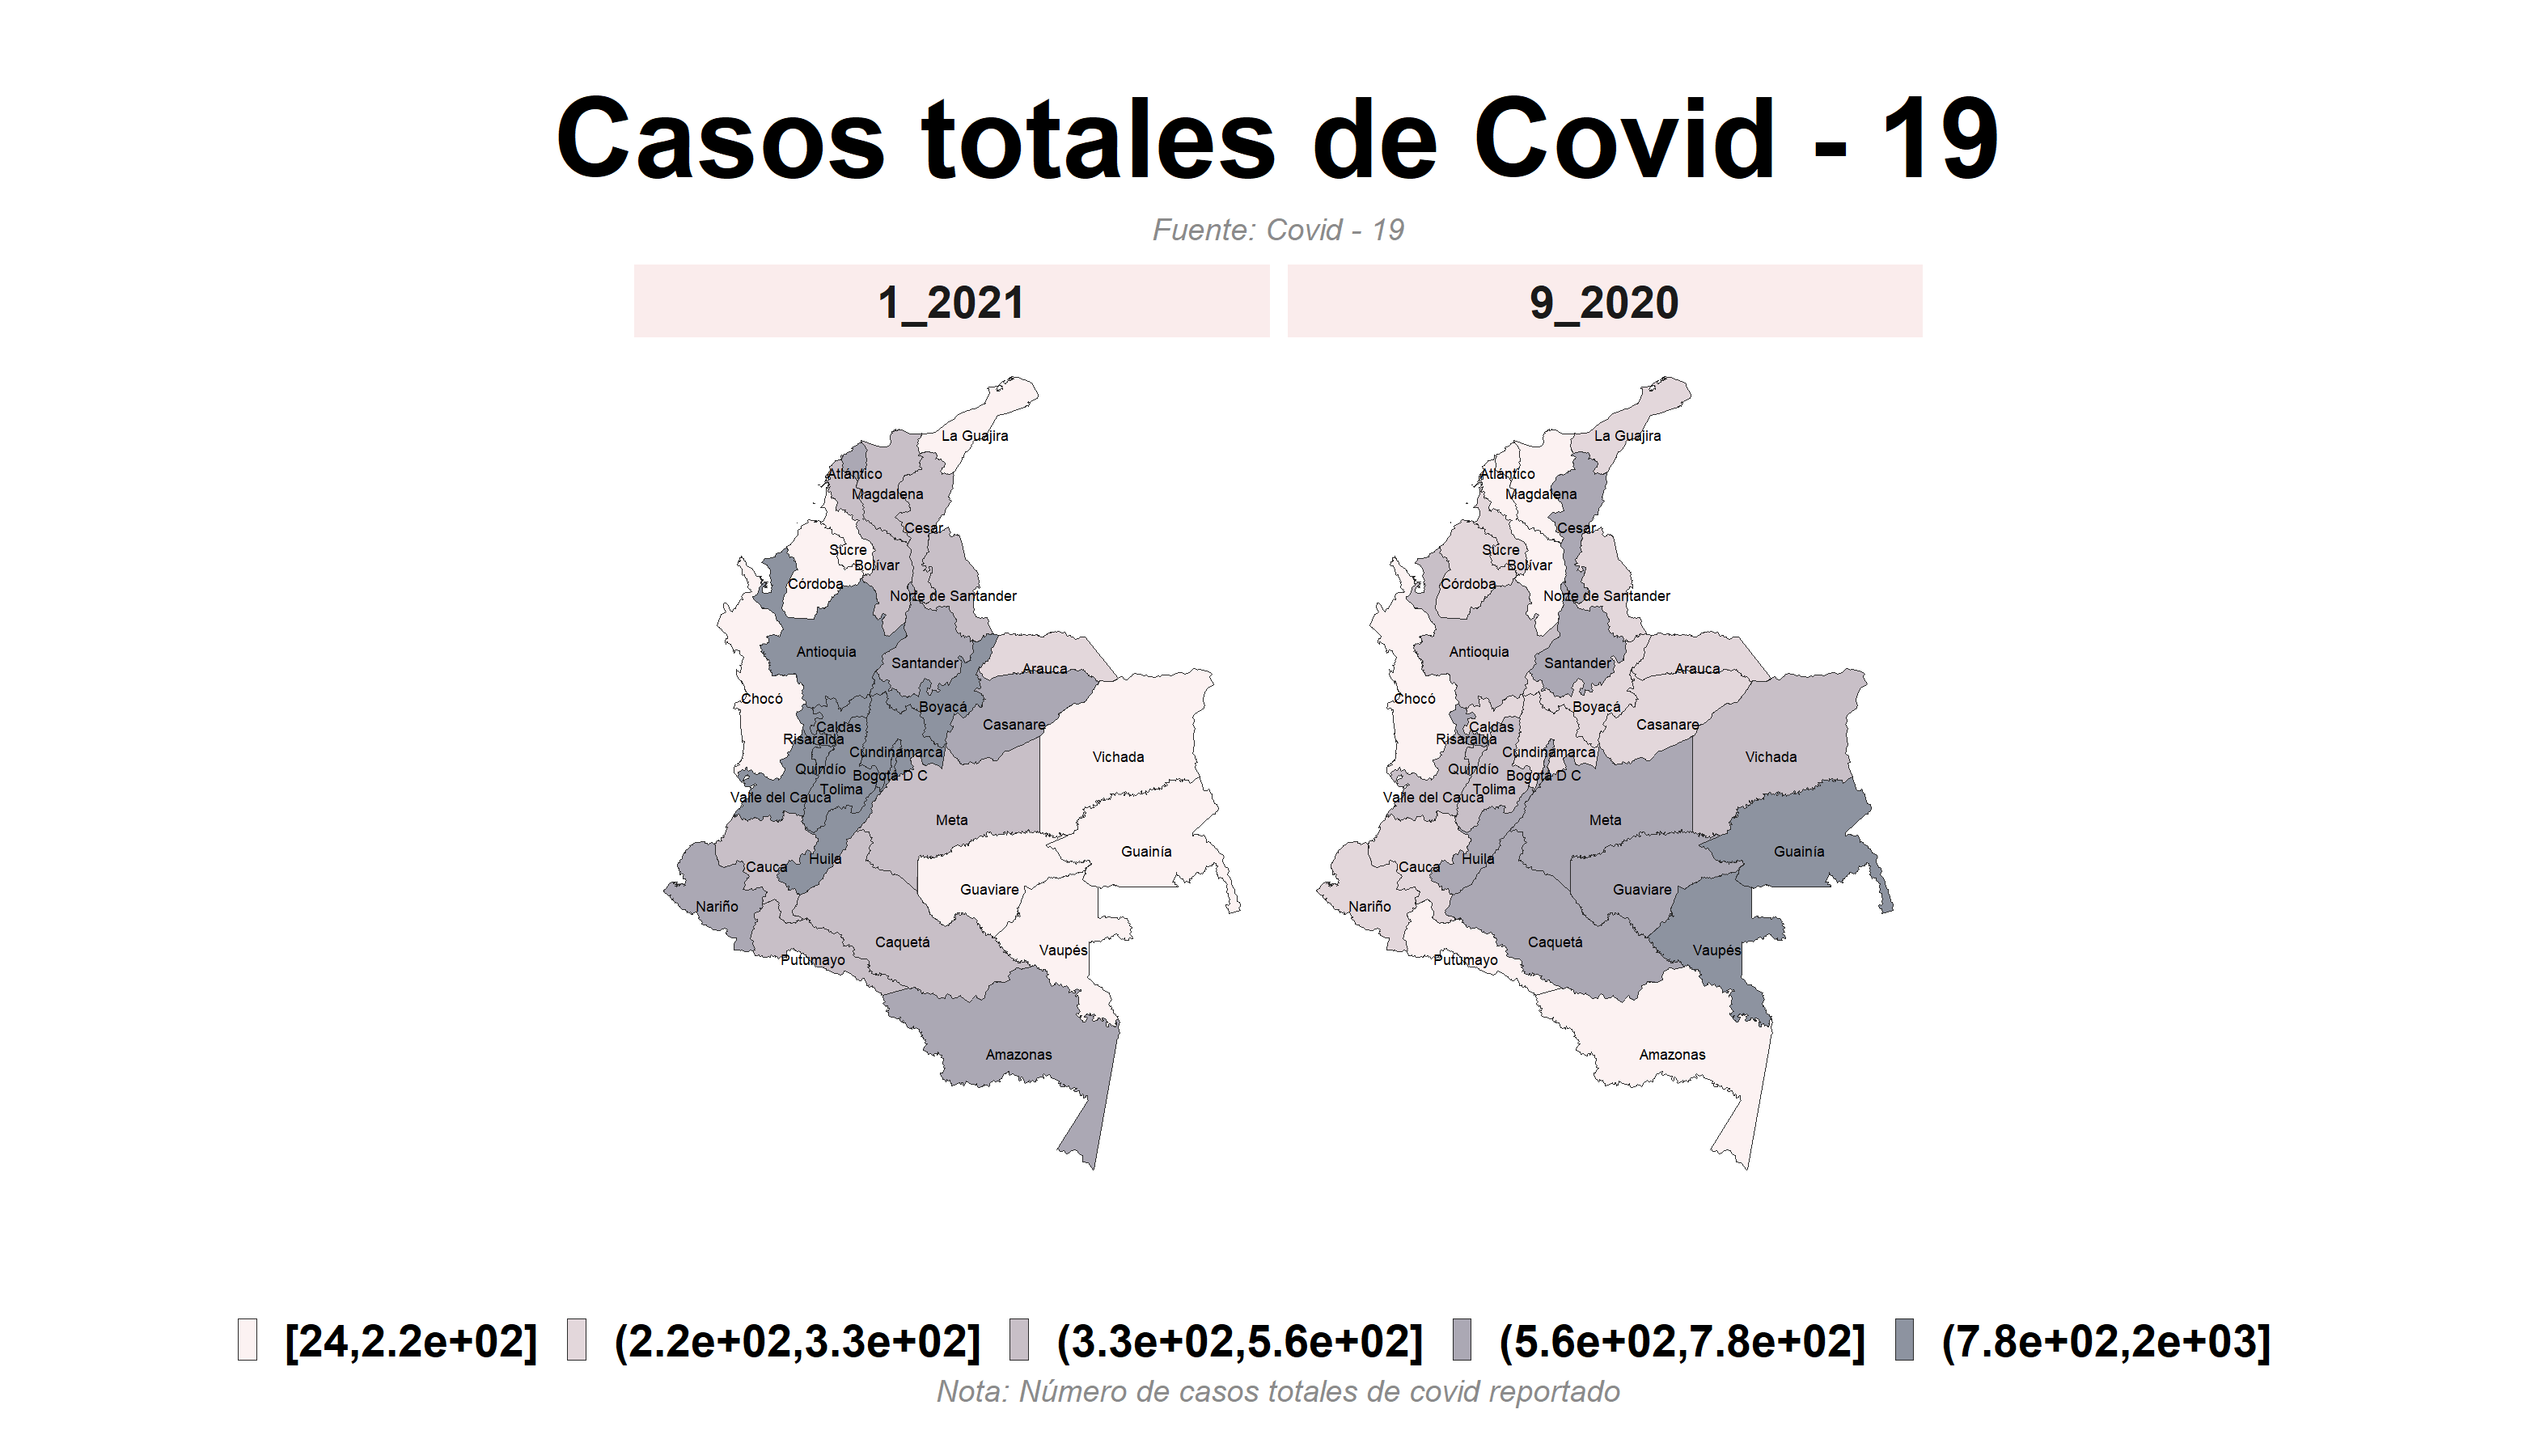 Casos totales de Covid - 19
Fuente: Covid - 19
1_2021
9_2020
La Guajira
Atlántico
Magdalena
Cesar
Sucre
Bolívar
Córdoba
Norte de Santander
Antioquia
Santander
Arauca
Chocó
Boyacá
Casanare
Caldas
Risaralda
Cundinamarca
Vichada
Quindío
Bogotá D C
Tolima
Valle del Cauca
Meta
Guainía
Huila
Cauca
Guaviare
Nariño
Caquetá
Vaupés
Putumayo
Amazonas
La Guajira
Atlántico
Magdalena
Cesar
Sucre
Bolívar
Córdoba
Norte de Santander
Antioquia
Santander
Arauca
Chocó
Boyacá
Casanare
Caldas
Risaralda
Cundinamarca
Vichada
Quindío
Bogotá D C
Tolima
Valle del Cauca
Meta
Guainía
Huila
Cauca
Guaviare
Nariño
Caquetá
Vaupés
Putumayo
Amazonas
[24,2.2e+02] (2.2e+02,3.3e+02] (3.3e+02,5.6e+02] (5.6e+02,7.8e+02] (7.8e+02,2e+03]
Nota: Número de casos totales de covid reportado